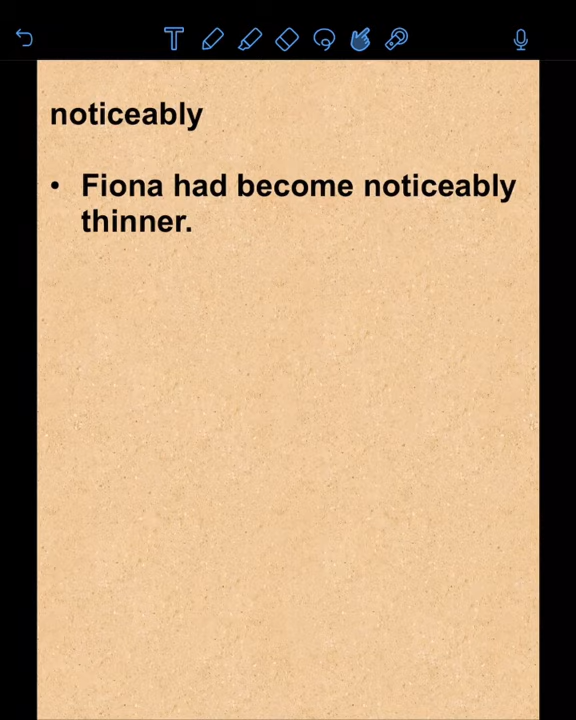 noticeably
• Fiona had become noticeably
thinner.